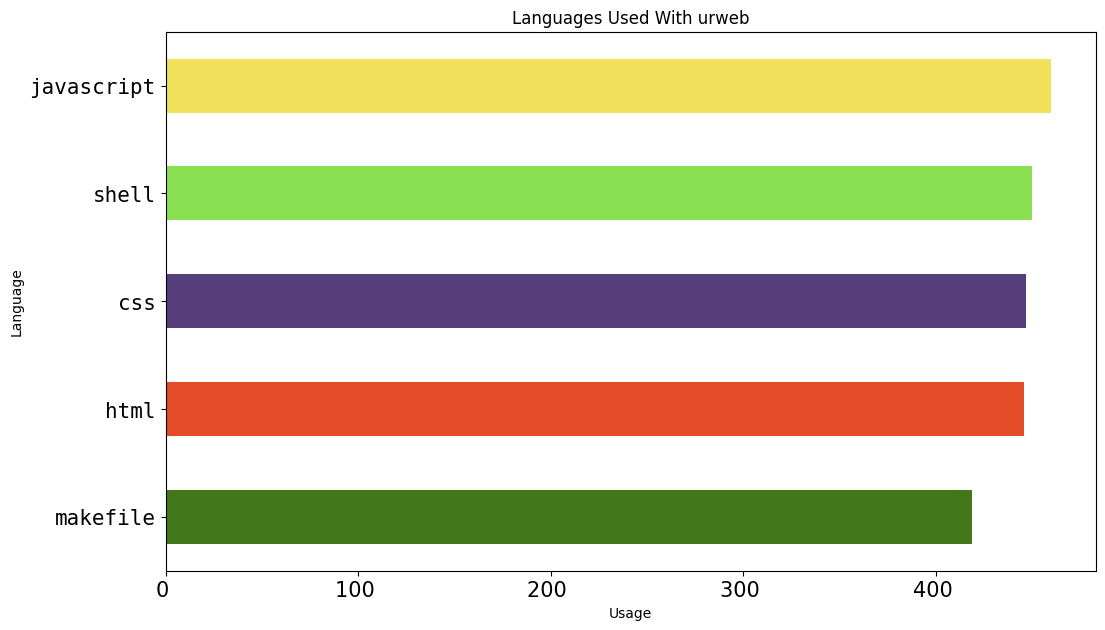 Languages Used With urweb
javascript
shell
css
html
makefile
Language
0 100 200 300 400
Usage